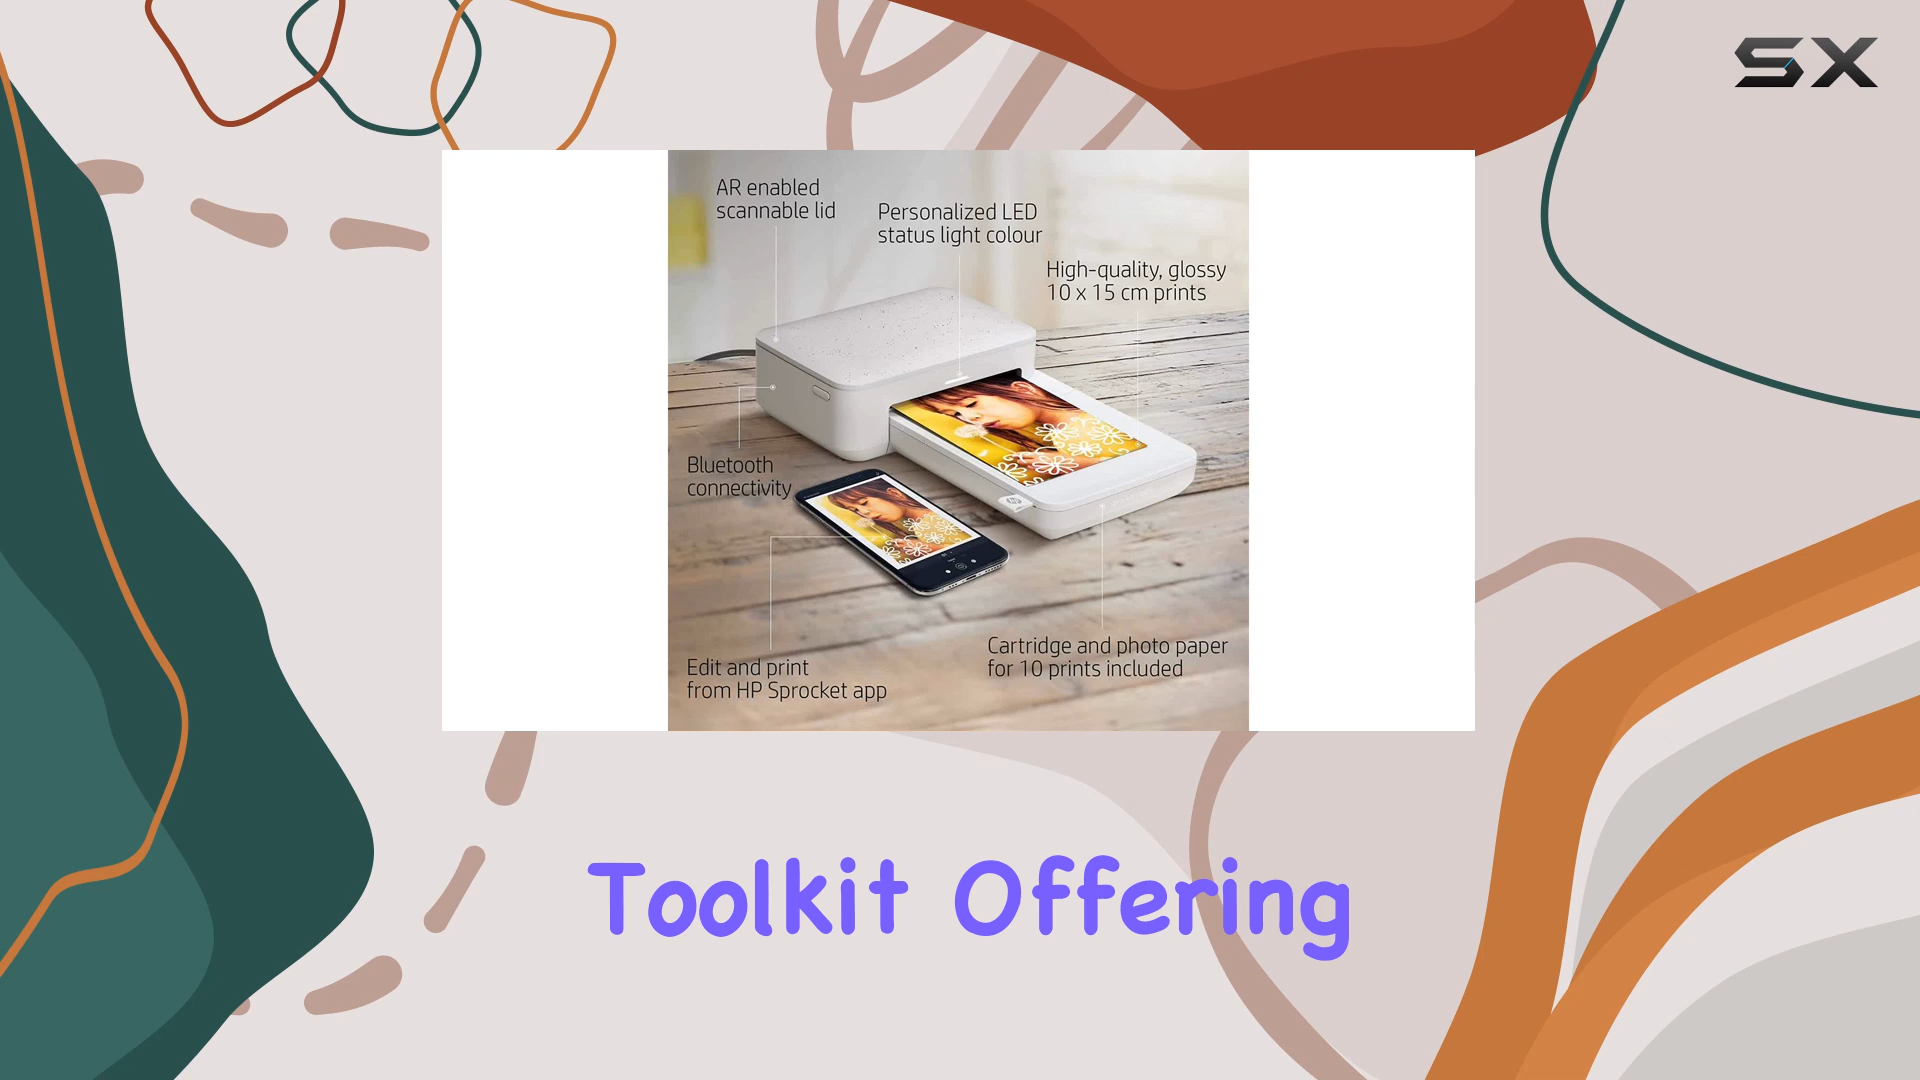 SX
AR enabled
scannable lid
Personalized LED
status light colour
High-quality, glossy
10 x 15 cm prints
Bluetooth
connectivity
Edit and print
from HP Sprocket app
Cartridge and photo paper
for 10 prints included
Toolkit Offering